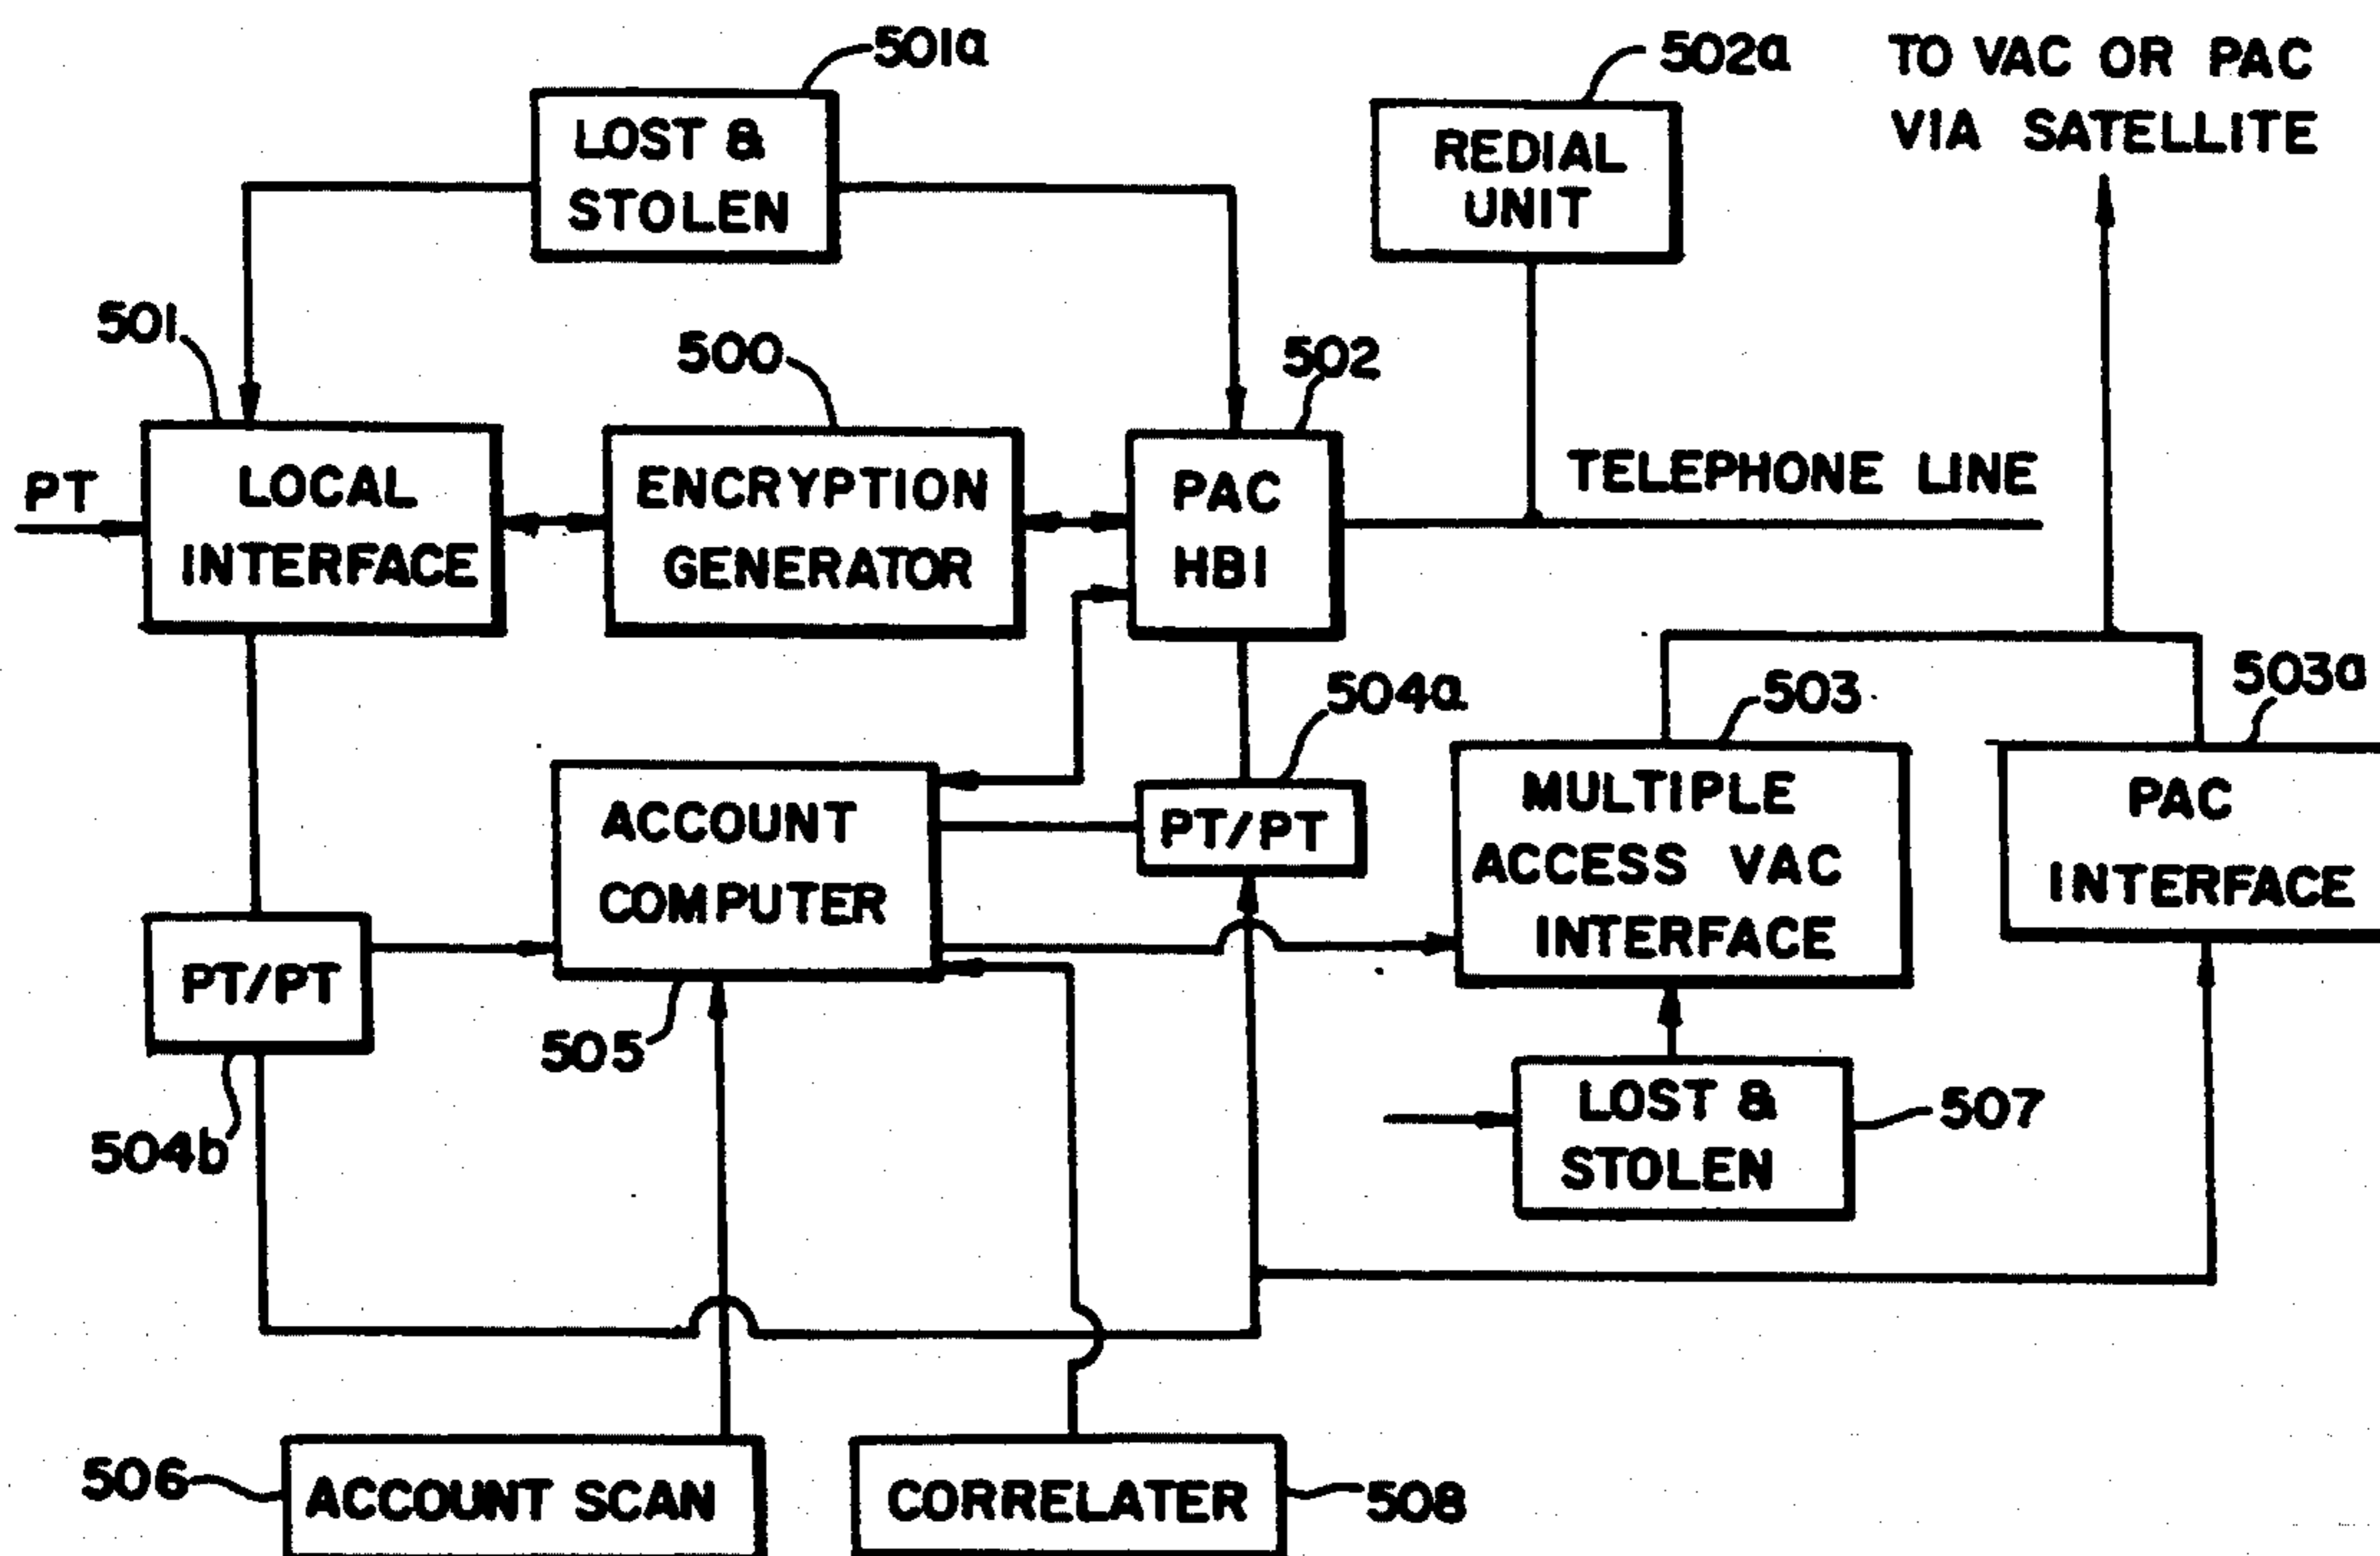 501a
502a
TO VAC OR PAC
VIA SATELLITE
LOST &
STOLEN
REDIAL
UNIT
501
500
502
PT
LOCAL
INTERFACE
ENCRYPTION
GENERATOR
PAC
HBI
TELEPHONE LINE
504a
503
503a
ACCOUNT
COMPUTER
PT/PT
MULTIPLE
ACCESS VAC
INTERFACE
PAC
INTERFACE
PT/PT
505
504b
LOST &
STOLEN
507
506
ACCOUNT SCAN
CORRELATER
508